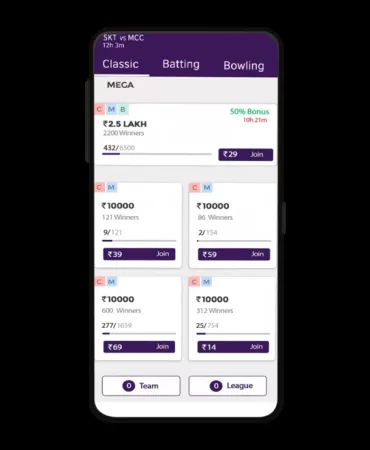 SKT vs MCC
12h 3m
Classic Batting Bowling
MEGA
C M B
50% Bonus
₹2.5 LAKH
10h 21m
2200 Winners
432/6500
₹29 Join
C M
C M
₹10000
₹10000
121 Winners
86 Winners
9/121
2/154
₹39 Join
₹59 Join
C M
C M
₹10000
₹10000
600 Winners
312 Winners
277/1659
25/754
₹69 Join
₹14 Join
0 Team
0 League